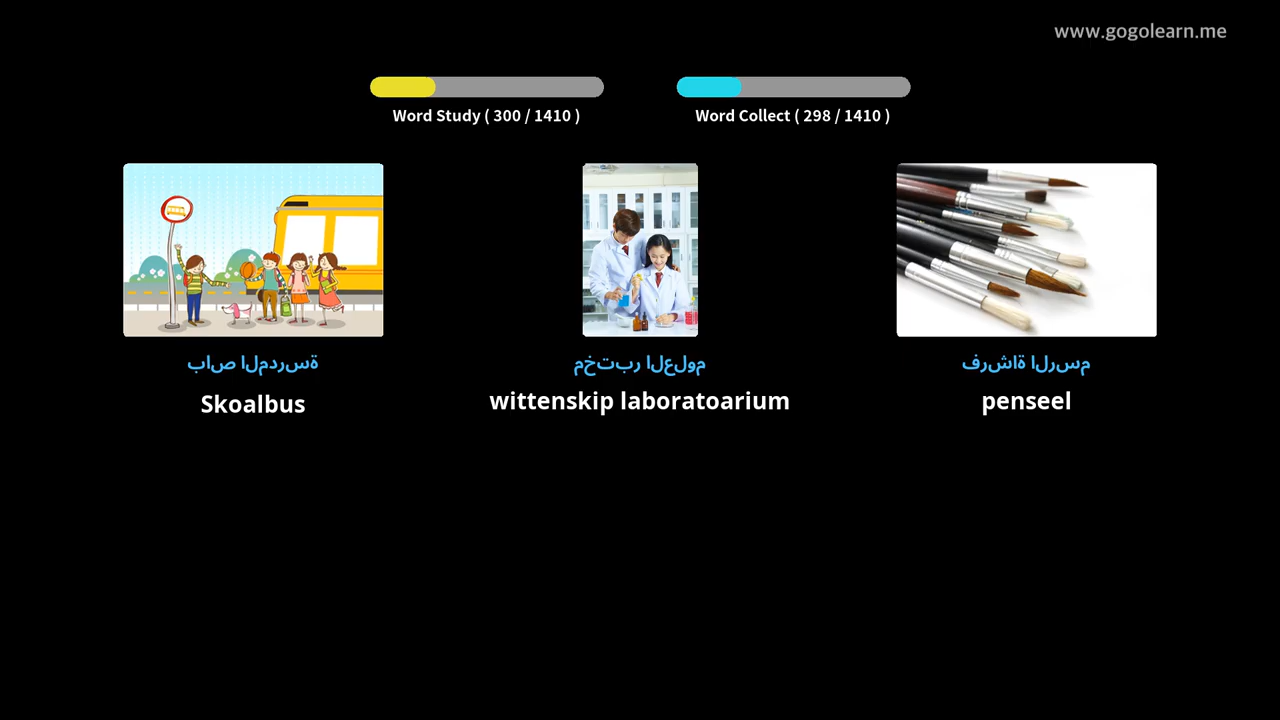 www.gogolearn.me
Word Study ( 300 / 1410 )
Word Collect ( 298 / 1410 )
باص المدرسة
Skoalbus
مختبر العلوم
wittenskip laboratoarium
فرشاة الرسم
penseel